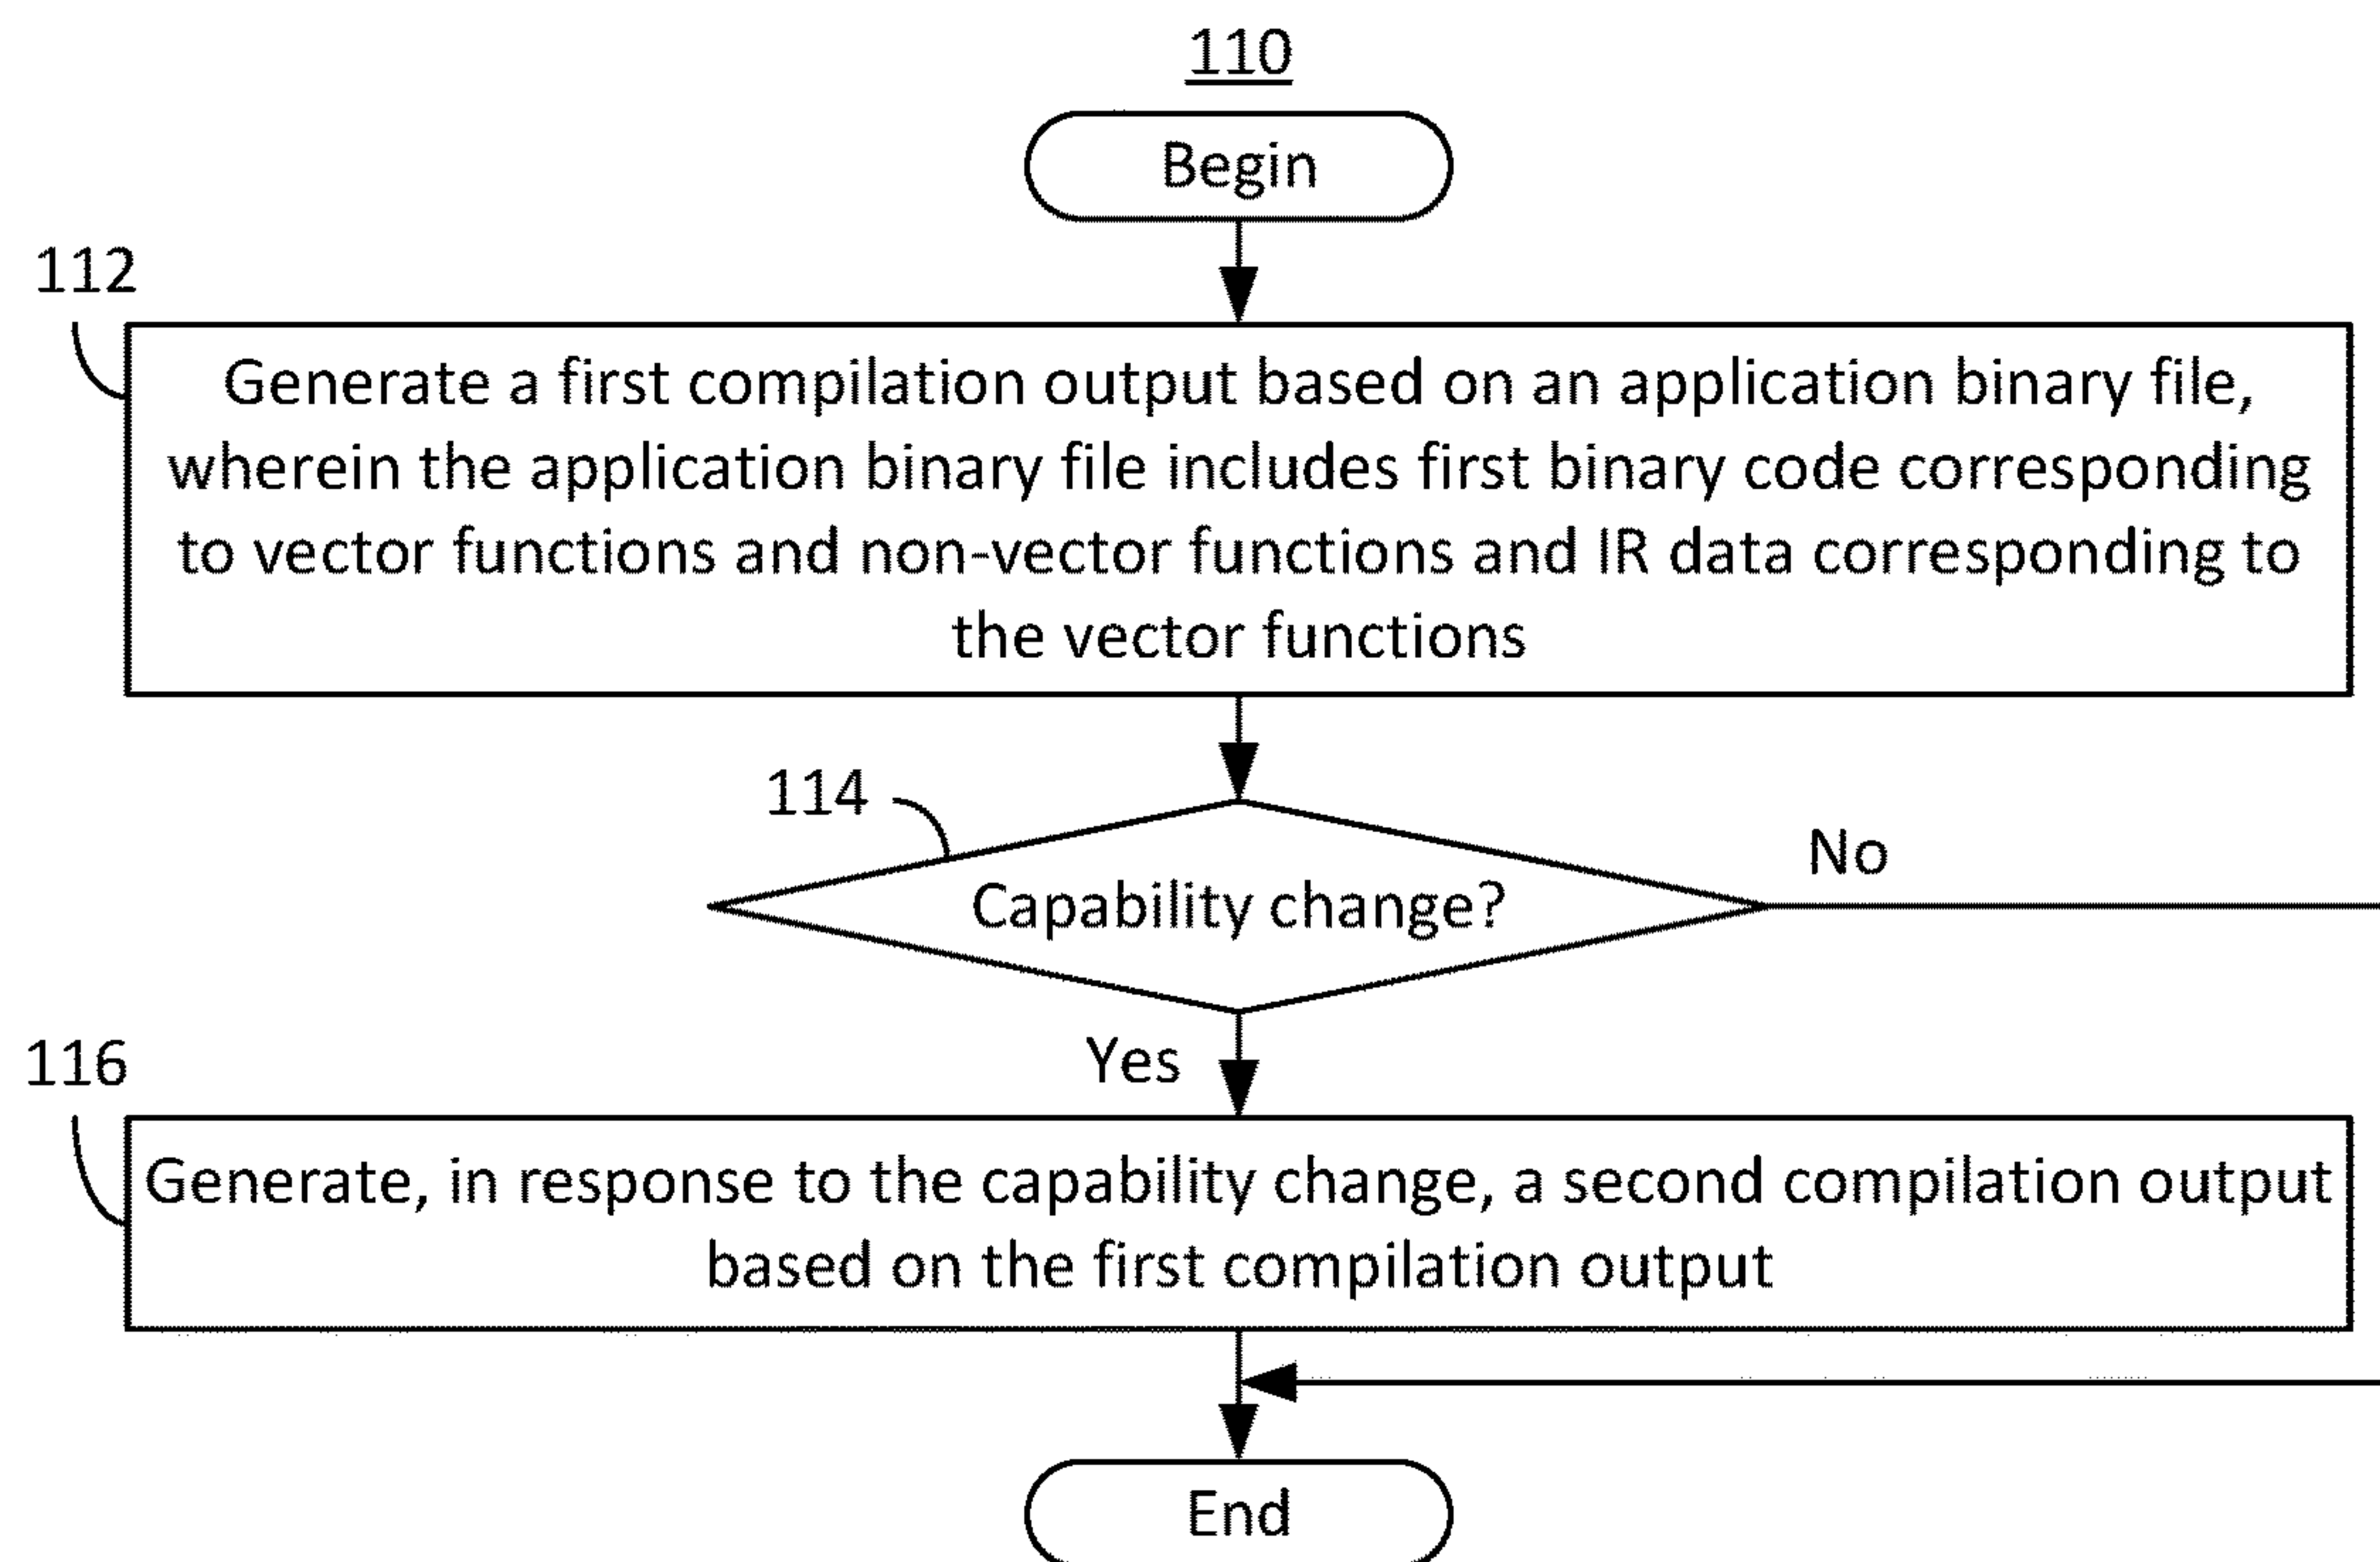 110
Begin
112
Generate a first compilation output based on an application binary file,
wherein the application binary file includes first binary code corresponding
to vector functions and non-vector functions and IR data corresponding to
the vector functions
114
No
Capability change?
Yes
116
Generate, in response to the capability change, a second compilation output
based on the first compilation output
End